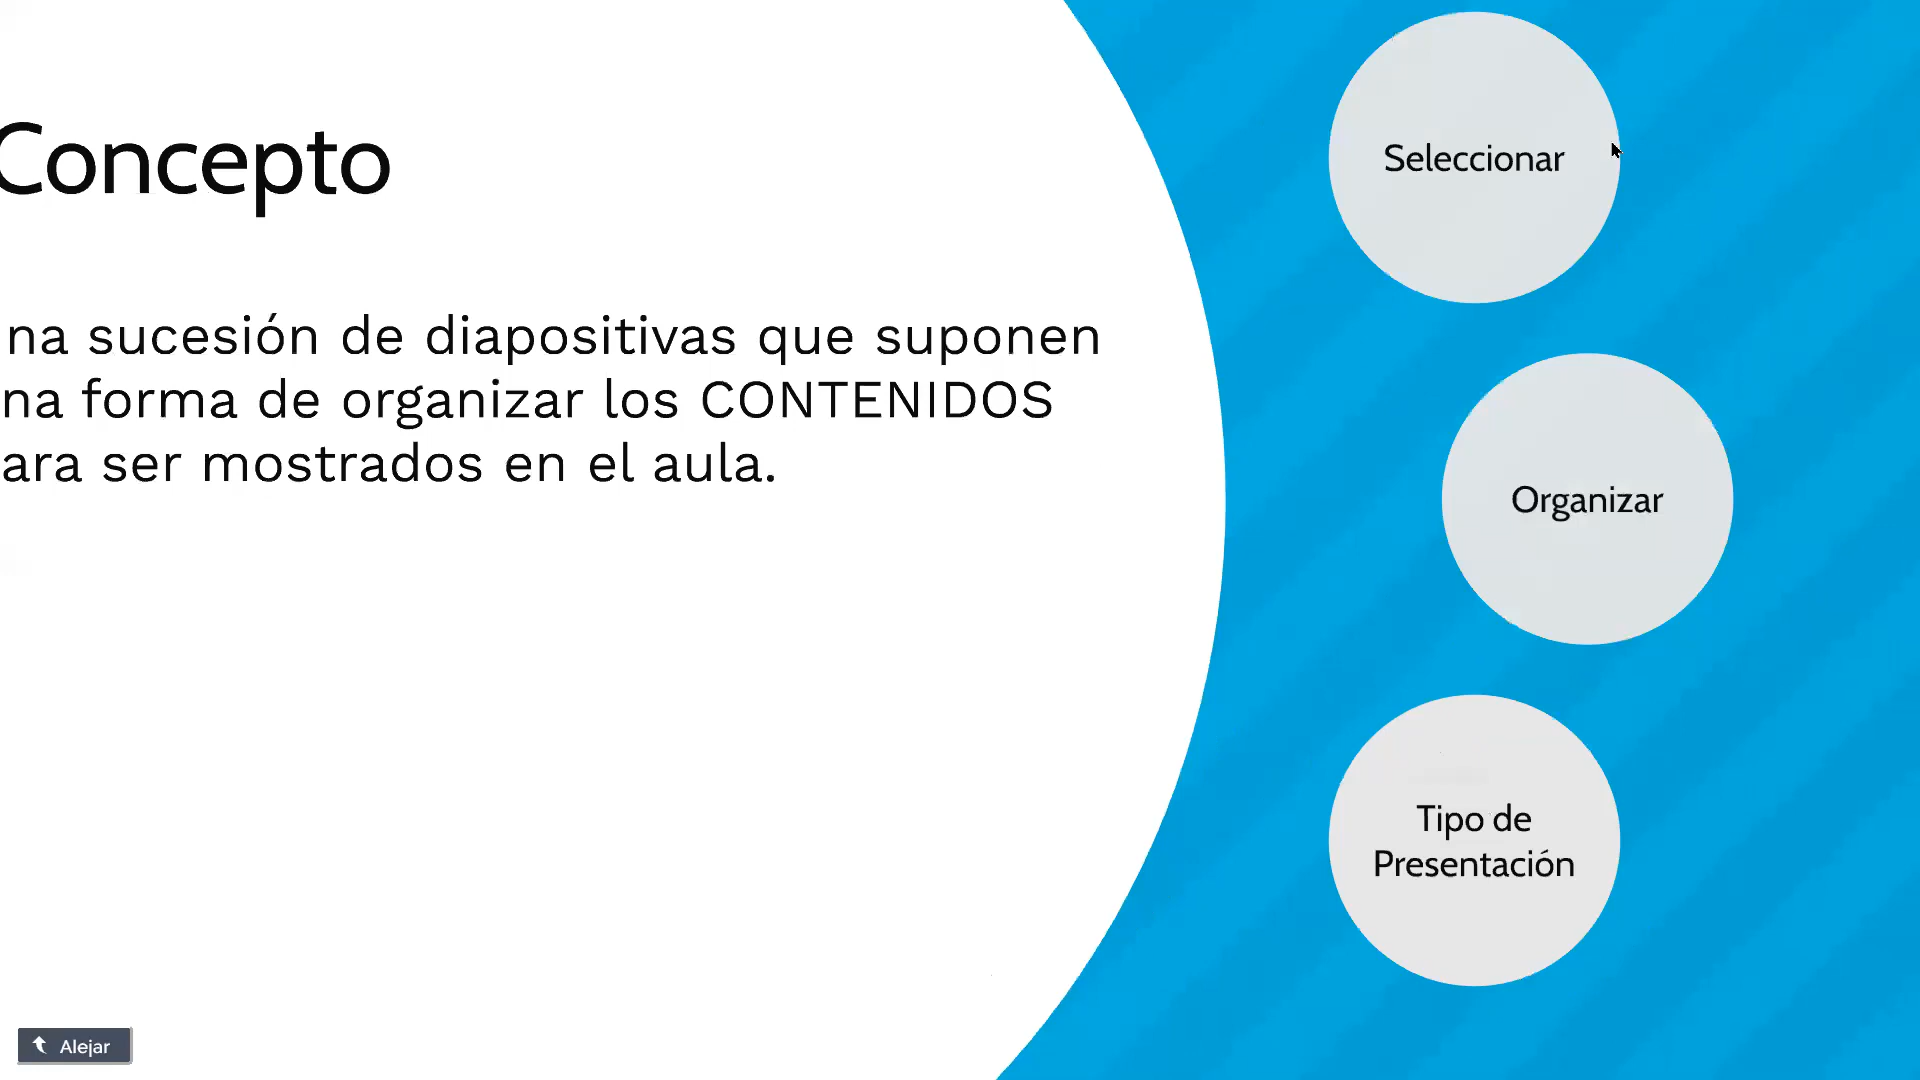 Concepto
na sucesión de diapositivas que suponen
na forma de organizar los CONTENIDOS
ara ser mostrados en el aula.
Seleccionar
Organizar
Tipo de
Presentación
Alejar